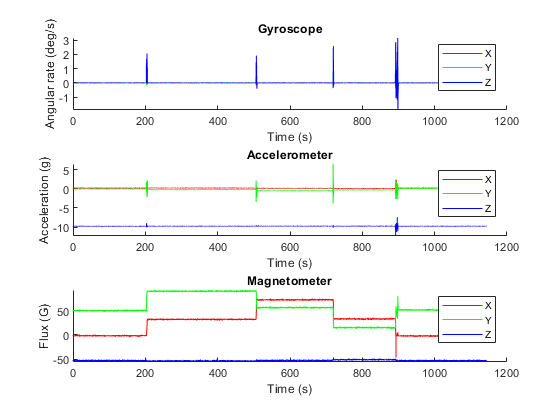 Gyroscope
Angular rate (deg/s)
3
2
1
0
-1
0 200 400 600 800 1000 1200
Time (s)
X
Y
Z
Accelerometer
Acceleration (g)
5
0
-5
-10
0 200 400 600 800 1000 1200
Time (s)
X
Y
Z
Magnetometer
Flux (G)
50
0
-50
0 200 400 600 800 1000 1200
Time (s)
X
Y
Z